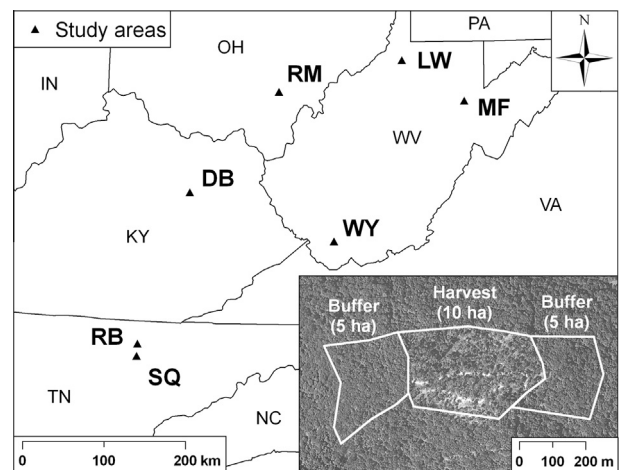 Study areas
N
PA
OH
IN
RM
LW
MF
WV
DB
VA
WY
KY
Buffer
(5 ha)
Harvest
(10 ha)
Buffer
(5 ha)
RB
SQ
TN
NC
0 100 200 km
0 100 200 m